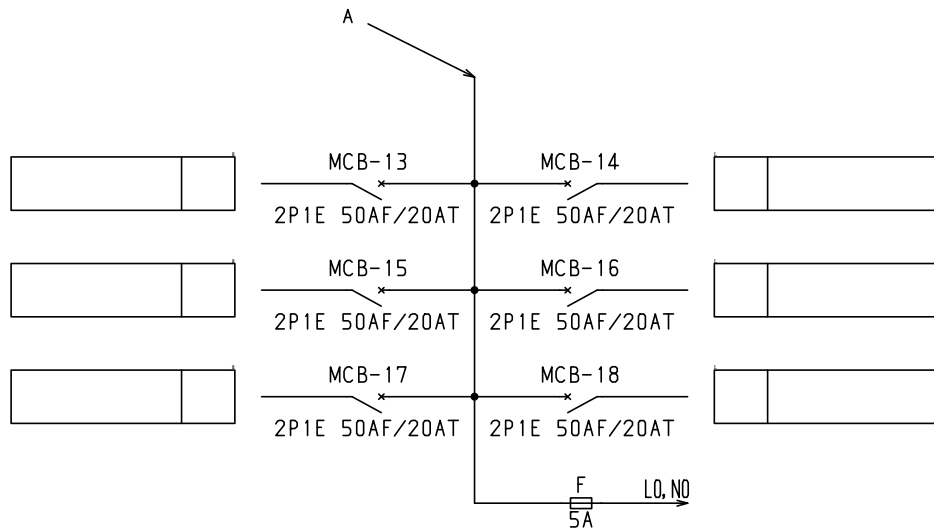 A
MCB-13 MCB-14
2P1E 50AF/20AT 2P1E 50AF/20AT
MCB-15 MCB-16
2P1E 50AF/20AT 2P1E 50AF/20AT
MCB-17 MCB-18
2P1E 50AF/20AT 2P1E 50AF/20AT
F L0,N0
5A